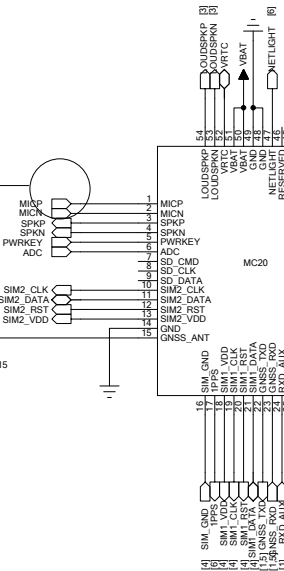 [3]
[3]
[6]
LOUDSPKP
LOUDSPKN
VRTC
VBAT
NETLIGHT
54
53
52
51
50
49
48
47
46
LOUDSPKP
LOUDSPKN
VRTC
VBAT
VBAT
GND
GND
NETLIGHT
RESERVED
MICP 1 MICP
MICN 2 MICN
SPKP 3 SPKP
SPKN 4 SPKN
PWRKEY 5 PWRKEY
ADC 6 ADC
7 SD_CMD
8 SD_CLK
9 SD_DATA
SIM2_CLK 10 SIM2_CLK
SIM2_DATA 11 SIM2_DATA
SIM2_RST 12 SIM2_RST
SIM2_VDD 13 SIM2_VDD
14 GND
15 GNSS_ANT
MC20
SIM_GND
1PPS
SIM1_VDD
SIM1_CLK
SIM1_RST
SIM1_DATA
GNSS_TXD
GNSS_RXD
RXD_AUX
16
17
18
19
20
21
22
23
24
[4] SIM_GND
[6] 1PPS
[4] SIM1_VDD
[4] SIM1_CLK
[4] SIM1_RST
[4] SIM1_DATA
[1,5] GNSS_TXD
[1,5] GNSS_RXD
[1] RXD_AUX